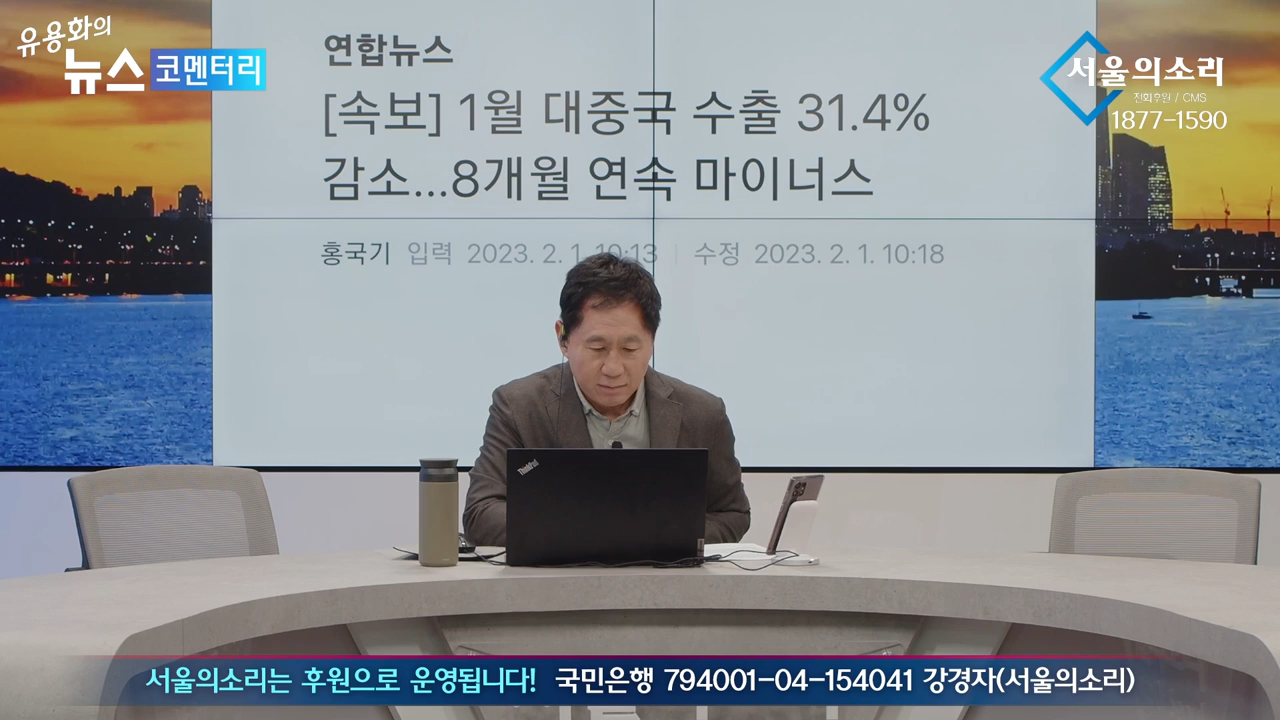 유용화의
뉴스 코멘터리
서울의소리
전화후원 / CMS
1877-1590
연합뉴스
[속보] 1월 대중국 수출 31.4%
감소...8개월 연속 마이너스
홍국기 입력 2023. 2. 1. 10:13 | 수정 2023. 2. 1. 10:18
ThinkPad
서울의소리는 후원으로 운영됩니다! 국민은행 794001-04-154041 강경자(서울의소리)